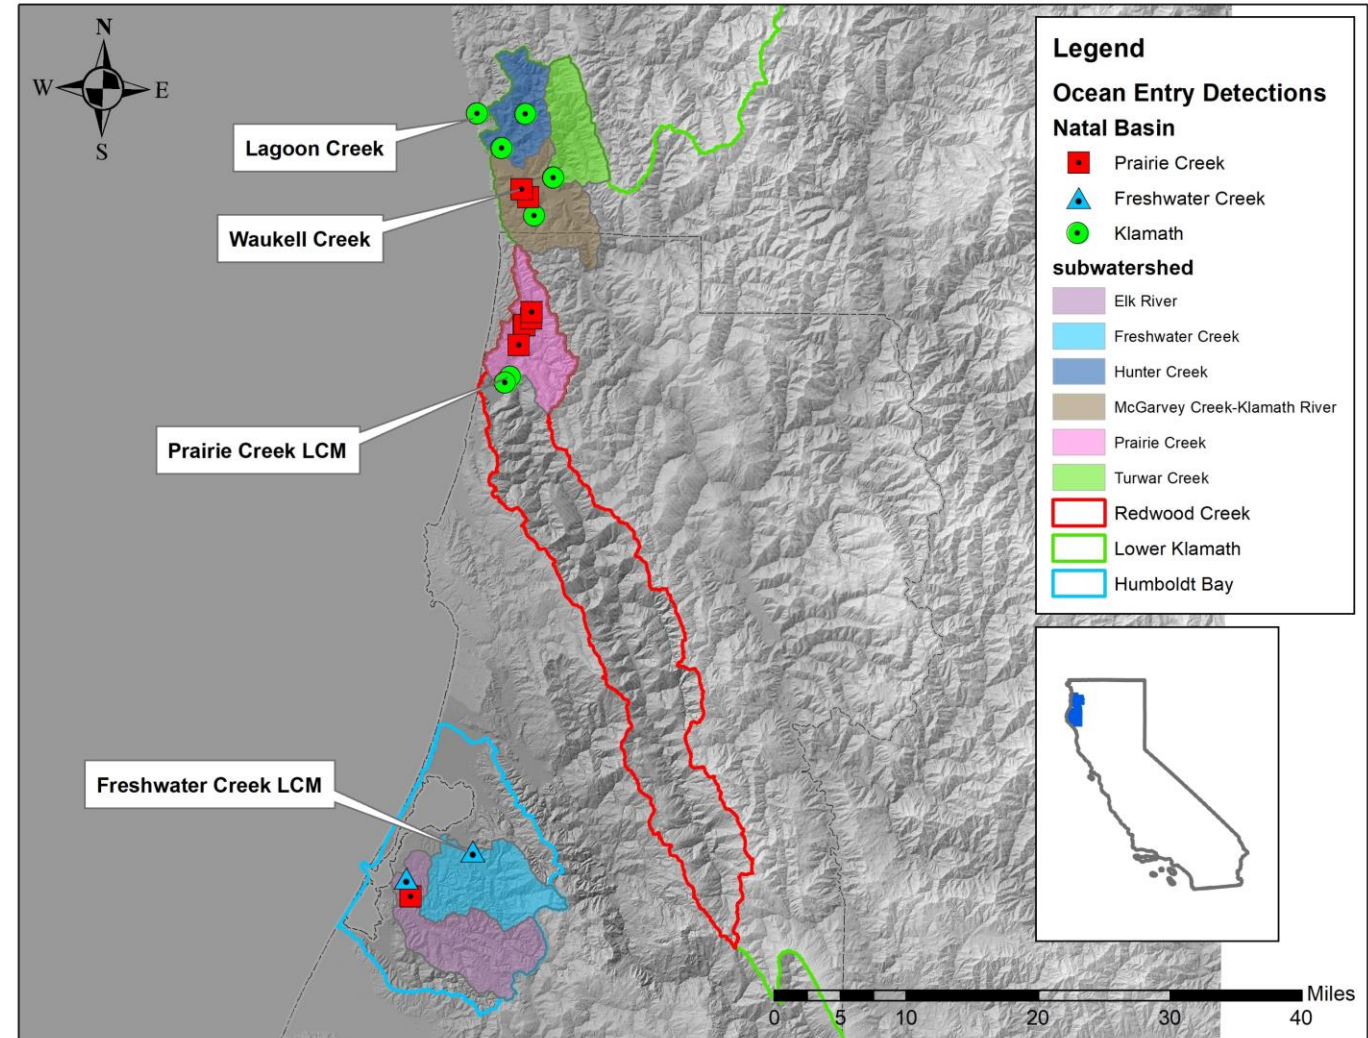 N
W
E
S
Lagoon Creek
Waukell Creek
Prairie Creek LCM
Freshwater Creek LCM
Legend
Ocean Entry Detections
Natal Basin
Prairie Creek
Freshwater Creek
Klamath
subwatershed
Elk River
Freshwater Creek
Hunter Creek
McGarvey Creek-Klamath River
Prairie Creek
Turwar Creek
Redwood Creek
Lower Klamath
Humboldt Bay
Miles
0 5 10 20 30 40